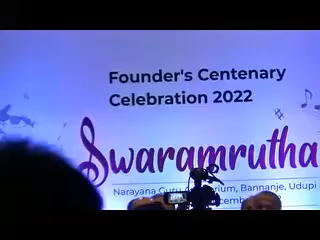 Founder's Centenary
Celebration 2022
Swaramrutha
Narayana Guru Auditorium, Bannanje, Udupi